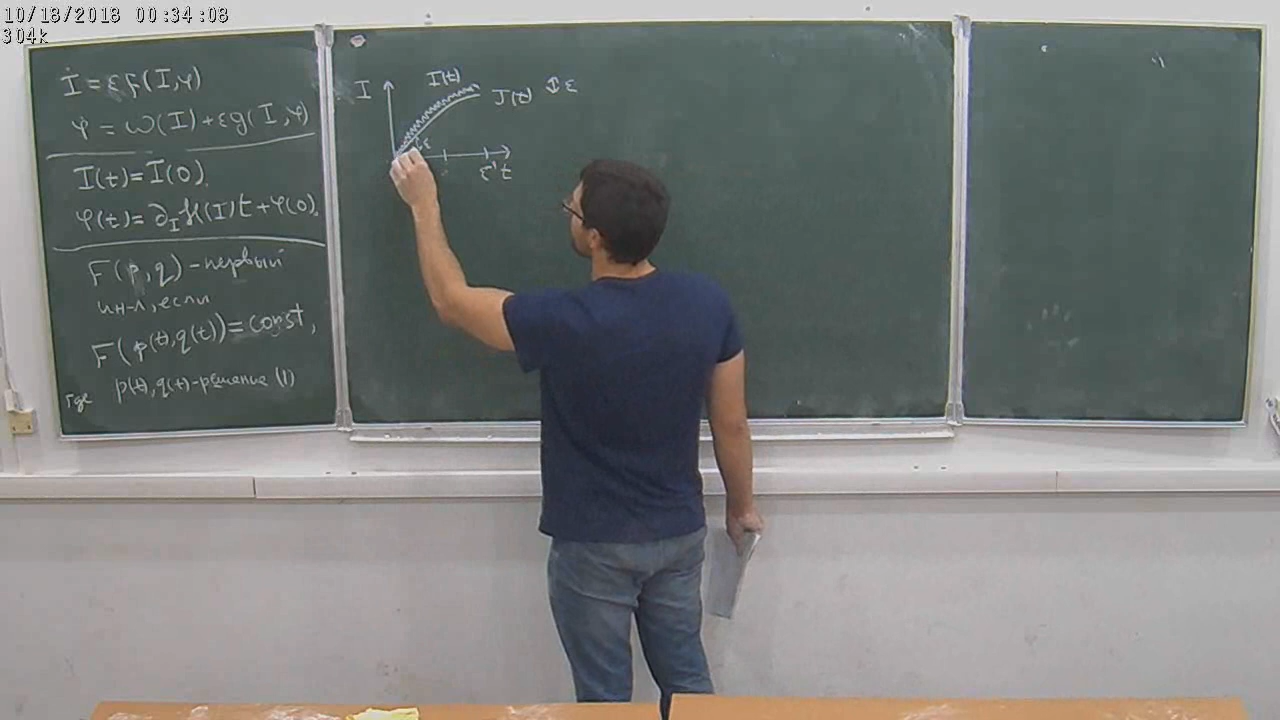 10/18/2018 00:34:08
304k
İ = εf(I,φ)
φ̇ = ω(I)+εg(I,φ)
I(t)=I(0).
φ(t)=∂_Iℋ(I)t+φ(0).
F(p,q)-первый
ин-л, если
F(p(t),q(t))=const,
где p(t),q(t)-решение (1)
I
I(t)
J(t) ↕ε
ε⁻¹ t